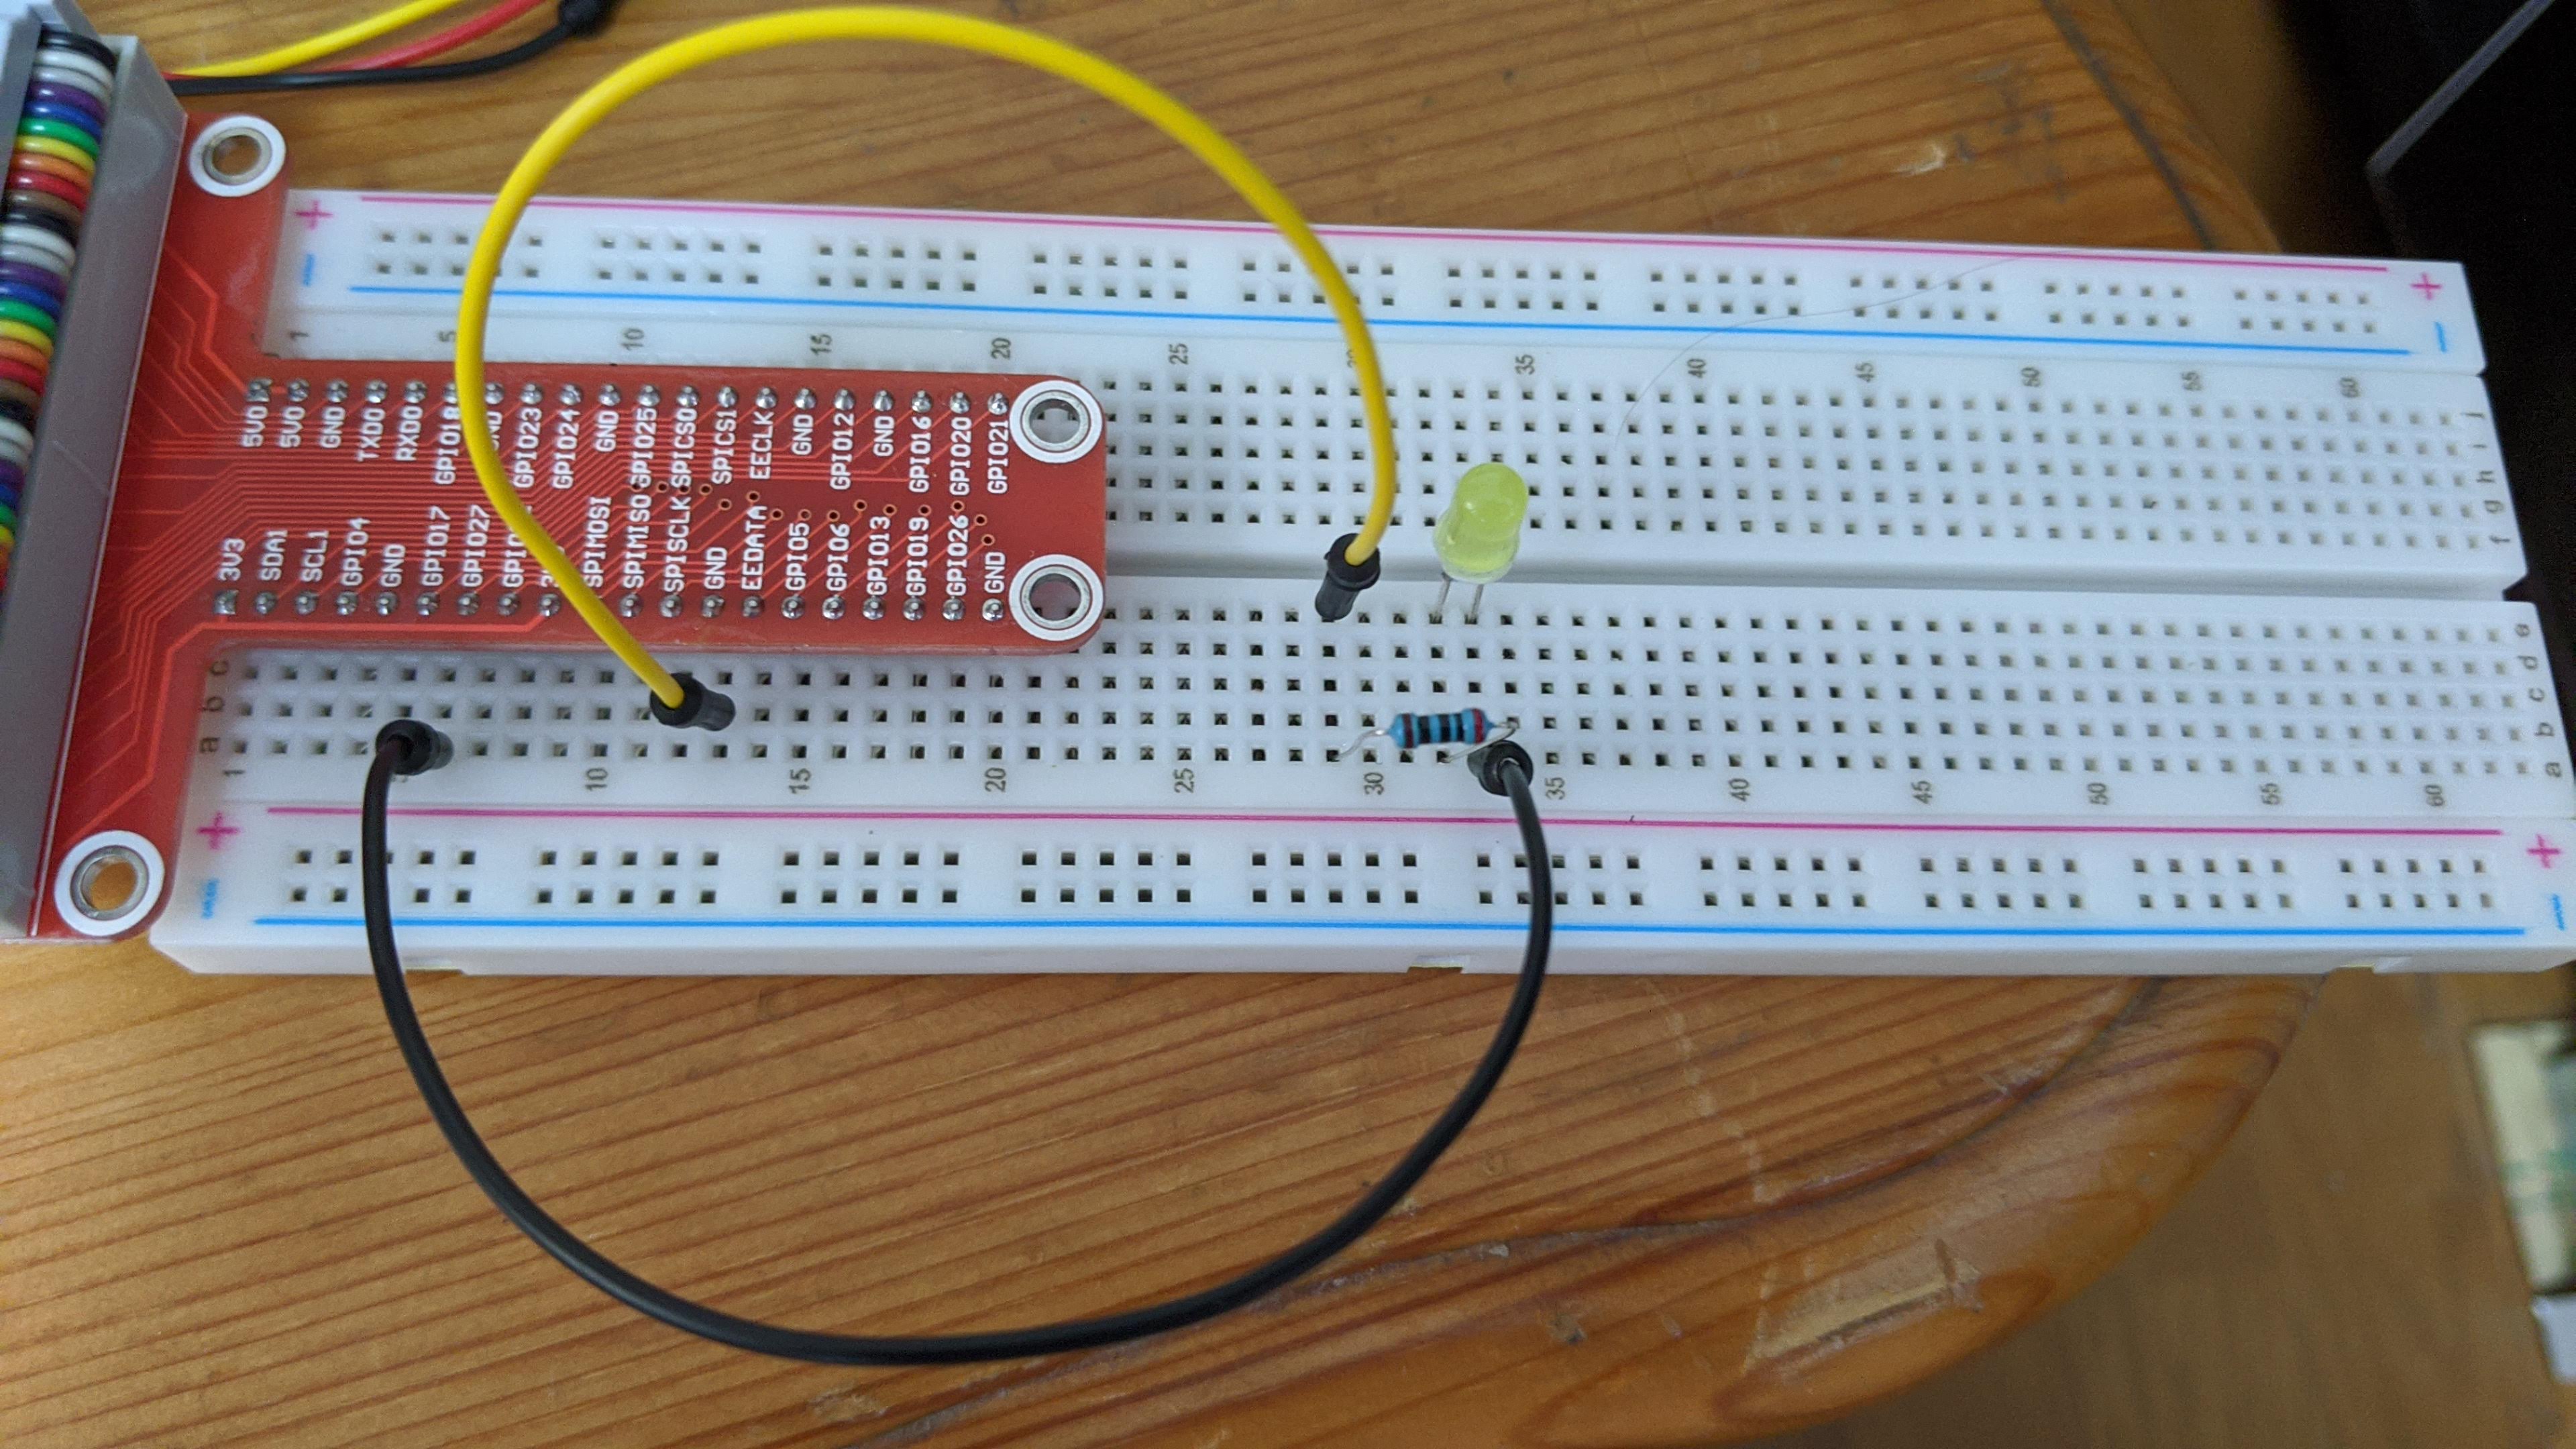 + +
- -
1 5 10 15 20 25 35 40 45 50 55 60
j
i
h
g
f
5V0 5V0 GND TXD0 RXD0 GPIO18 GND GPIO23 GPIO24 GND GPIO25 SPICS0 SPICS1 EECLK GND GPIO12 GND GPIO16 GPIO20 GPIO21
3V3 SDA1 SCL1 GPIO4 GND GPIO17 GPIO27 SPIMOSI SPIMISO SPISCLK GND EEDATA GPIO5 GPIO6 GPIO13 GPIO19 GPIO26 GND
e
d
c c
b b
a a
1 10 15 20 25 30 35 40 45 50 55 60
+ +
- -